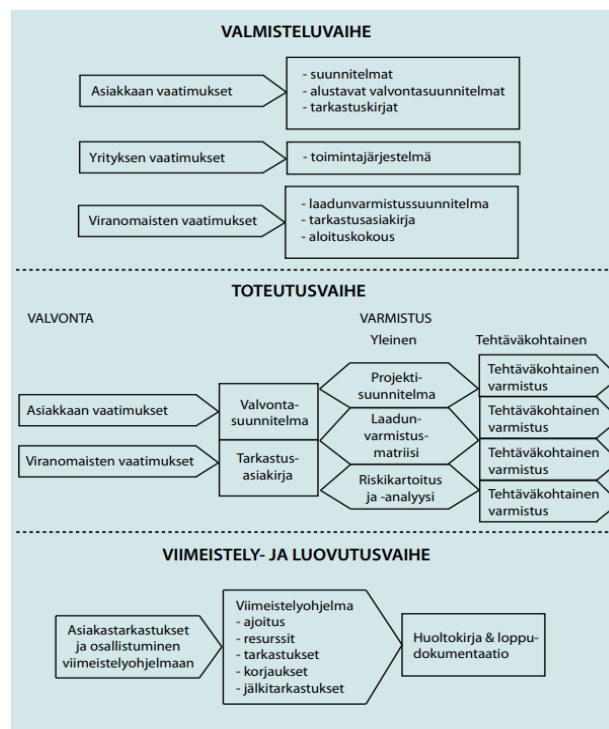 VALMISTELUVAIHE
Asiakkaan vaatimukset
- suunnitelmat
- alustavat valvontasuunnitelmat
- tarkastuskirjat
Yrityksen vaatimukset
- toimintajärjestelmä
Viranomaisten vaatimukset
- laadunvarmistussuunnitelma
- tarkastusasiakirja
- aloituskokous
TOTEUTUSVAIHE
VALVONTA
VARMISTUS
Yleinen
Tehtäväkohtainen
Asiakkaan vaatimukset
Viranomaisten vaatimukset
Valvonta-
suunnitelma
Tarkastus-
asiakirja
Projekti-
suunnitelma
Laadun-
varmistus-
matriisi
Riskikartoitus
ja -analyysi
Tehtäväkohtainen
varmistus
Tehtäväkohtainen
varmistus
Tehtäväkohtainen
varmistus
Tehtäväkohtainen
varmistus
VIIMEISTELY- JA LUOVUTUSVAIHE
Asiakastarkastukset
ja osallistuminen
viimeistelyohjelmaan
Viimeistelyohjelma
- ajoitus
- resurssit
- tarkastukset
- korjaukset
- jälkitarkastukset
Huoltokirja & loppu-
dokumentaatio